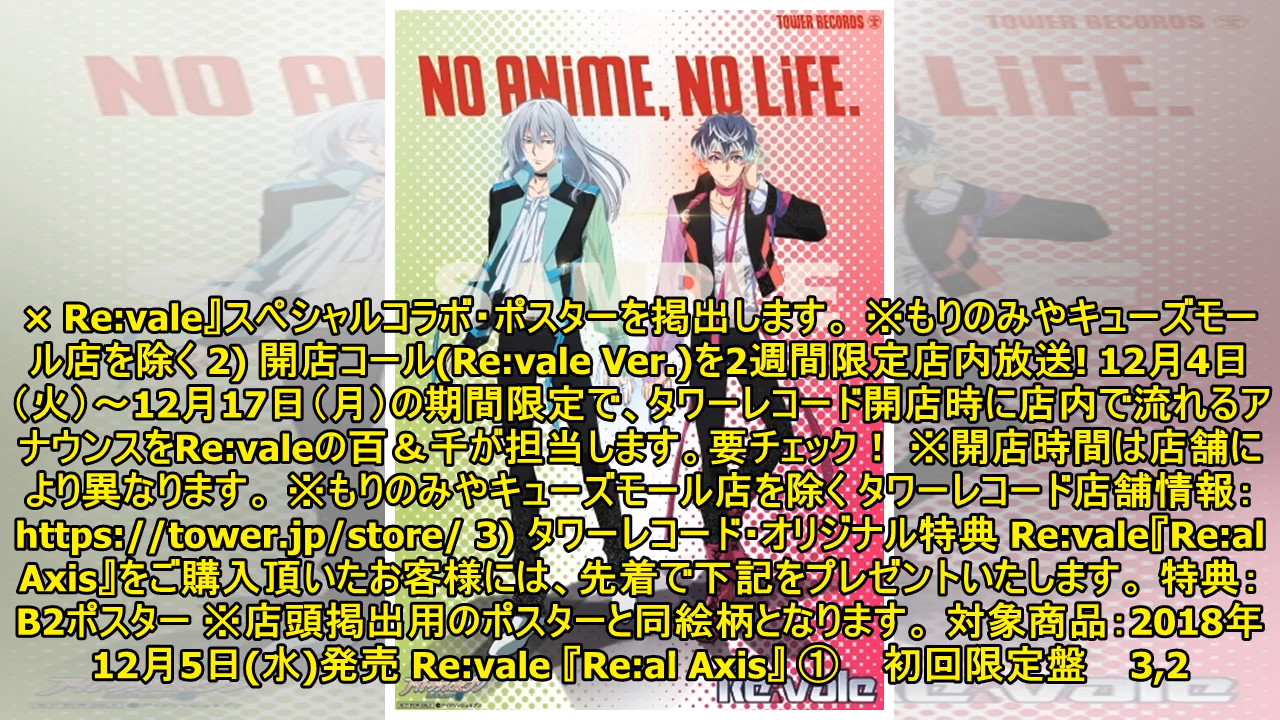 TOWER RECORDS
NO ANiME, NO LiFE.
SAMPLE
× Re:vale』スペシャルコラボ・ポスターを掲出します。※もりのみやキューズモー
ル店を除く 2) 開店コール(Re:vale Ver.)を2週間限定店内放送! 12月4日
（火）～12月17日（月）の期間限定で、タワーレコード開店時に店内で流れるア
ナウンスをRe:valeの百＆千が担当します。要チェック！ ※開店時間は店舗に
より異なります。※もりのみやキューズモール店を除く タワーレコード店舗情報：
https://tower.jp/store/ 3) タワーレコード・オリジナル特典 Re:vale『Re:al
Axis』をご購入頂いたお客様には、先着で下記をプレゼントいたします。特典：
B2ポスター ※店頭掲出用のポスターと同絵柄となります。対象商品：2018年
12月5日(水)発売 Re:vale『Re:al Axis』 ①　初回限定盤　3,2
Re:vale